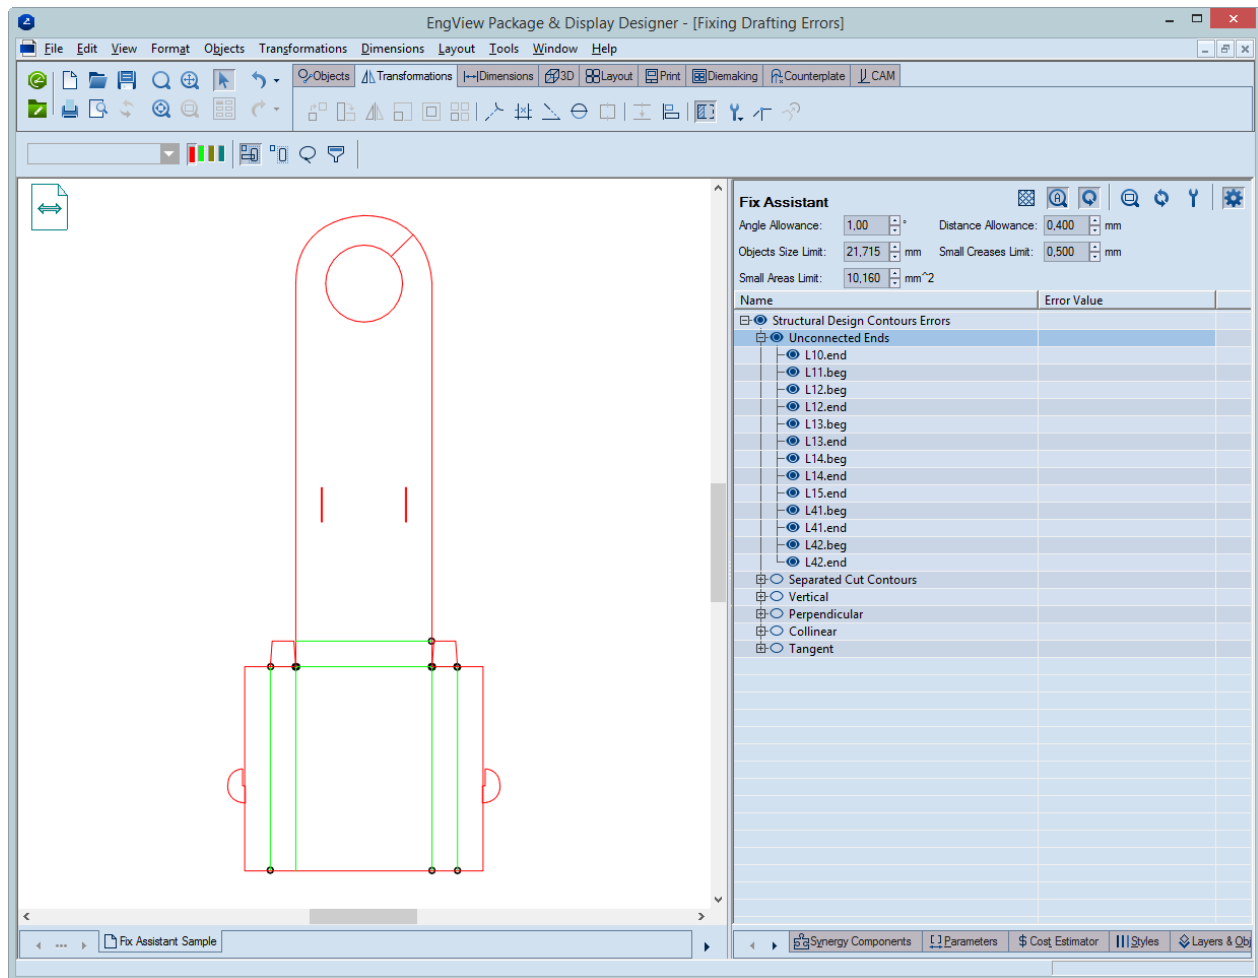 EngView Package & Display Designer - [Fixing Drafting Errors]
File Edit View Format Objects Transformations Dimensions Layout Tools Window Help
Objects Transformations Dimensions 3D Layout Print Diemaking Counterplate CAM
Fix Assistant
Angle Allowance: 1,00 ° Distance Allowance: 0,400 mm
Objects Size Limit: 21,715 mm Small Creases Limit: 0,500 mm
Small Areas Limit: 10,160 mm^2
Name Error Value
Structural Design Contours Errors
Unconnected Ends
L10.end
L11.beg
L12.beg
L12.end
L13.beg
L13.end
L14.beg
L14.end
L15.end
L41.beg
L41.end
L42.beg
L42.end
Separated Cut Contours
Vertical
Perpendicular
Collinear
Tangent
Fix Assistant Sample
Synergy Components Parameters $ Cost Estimator Styles Layers & Obj